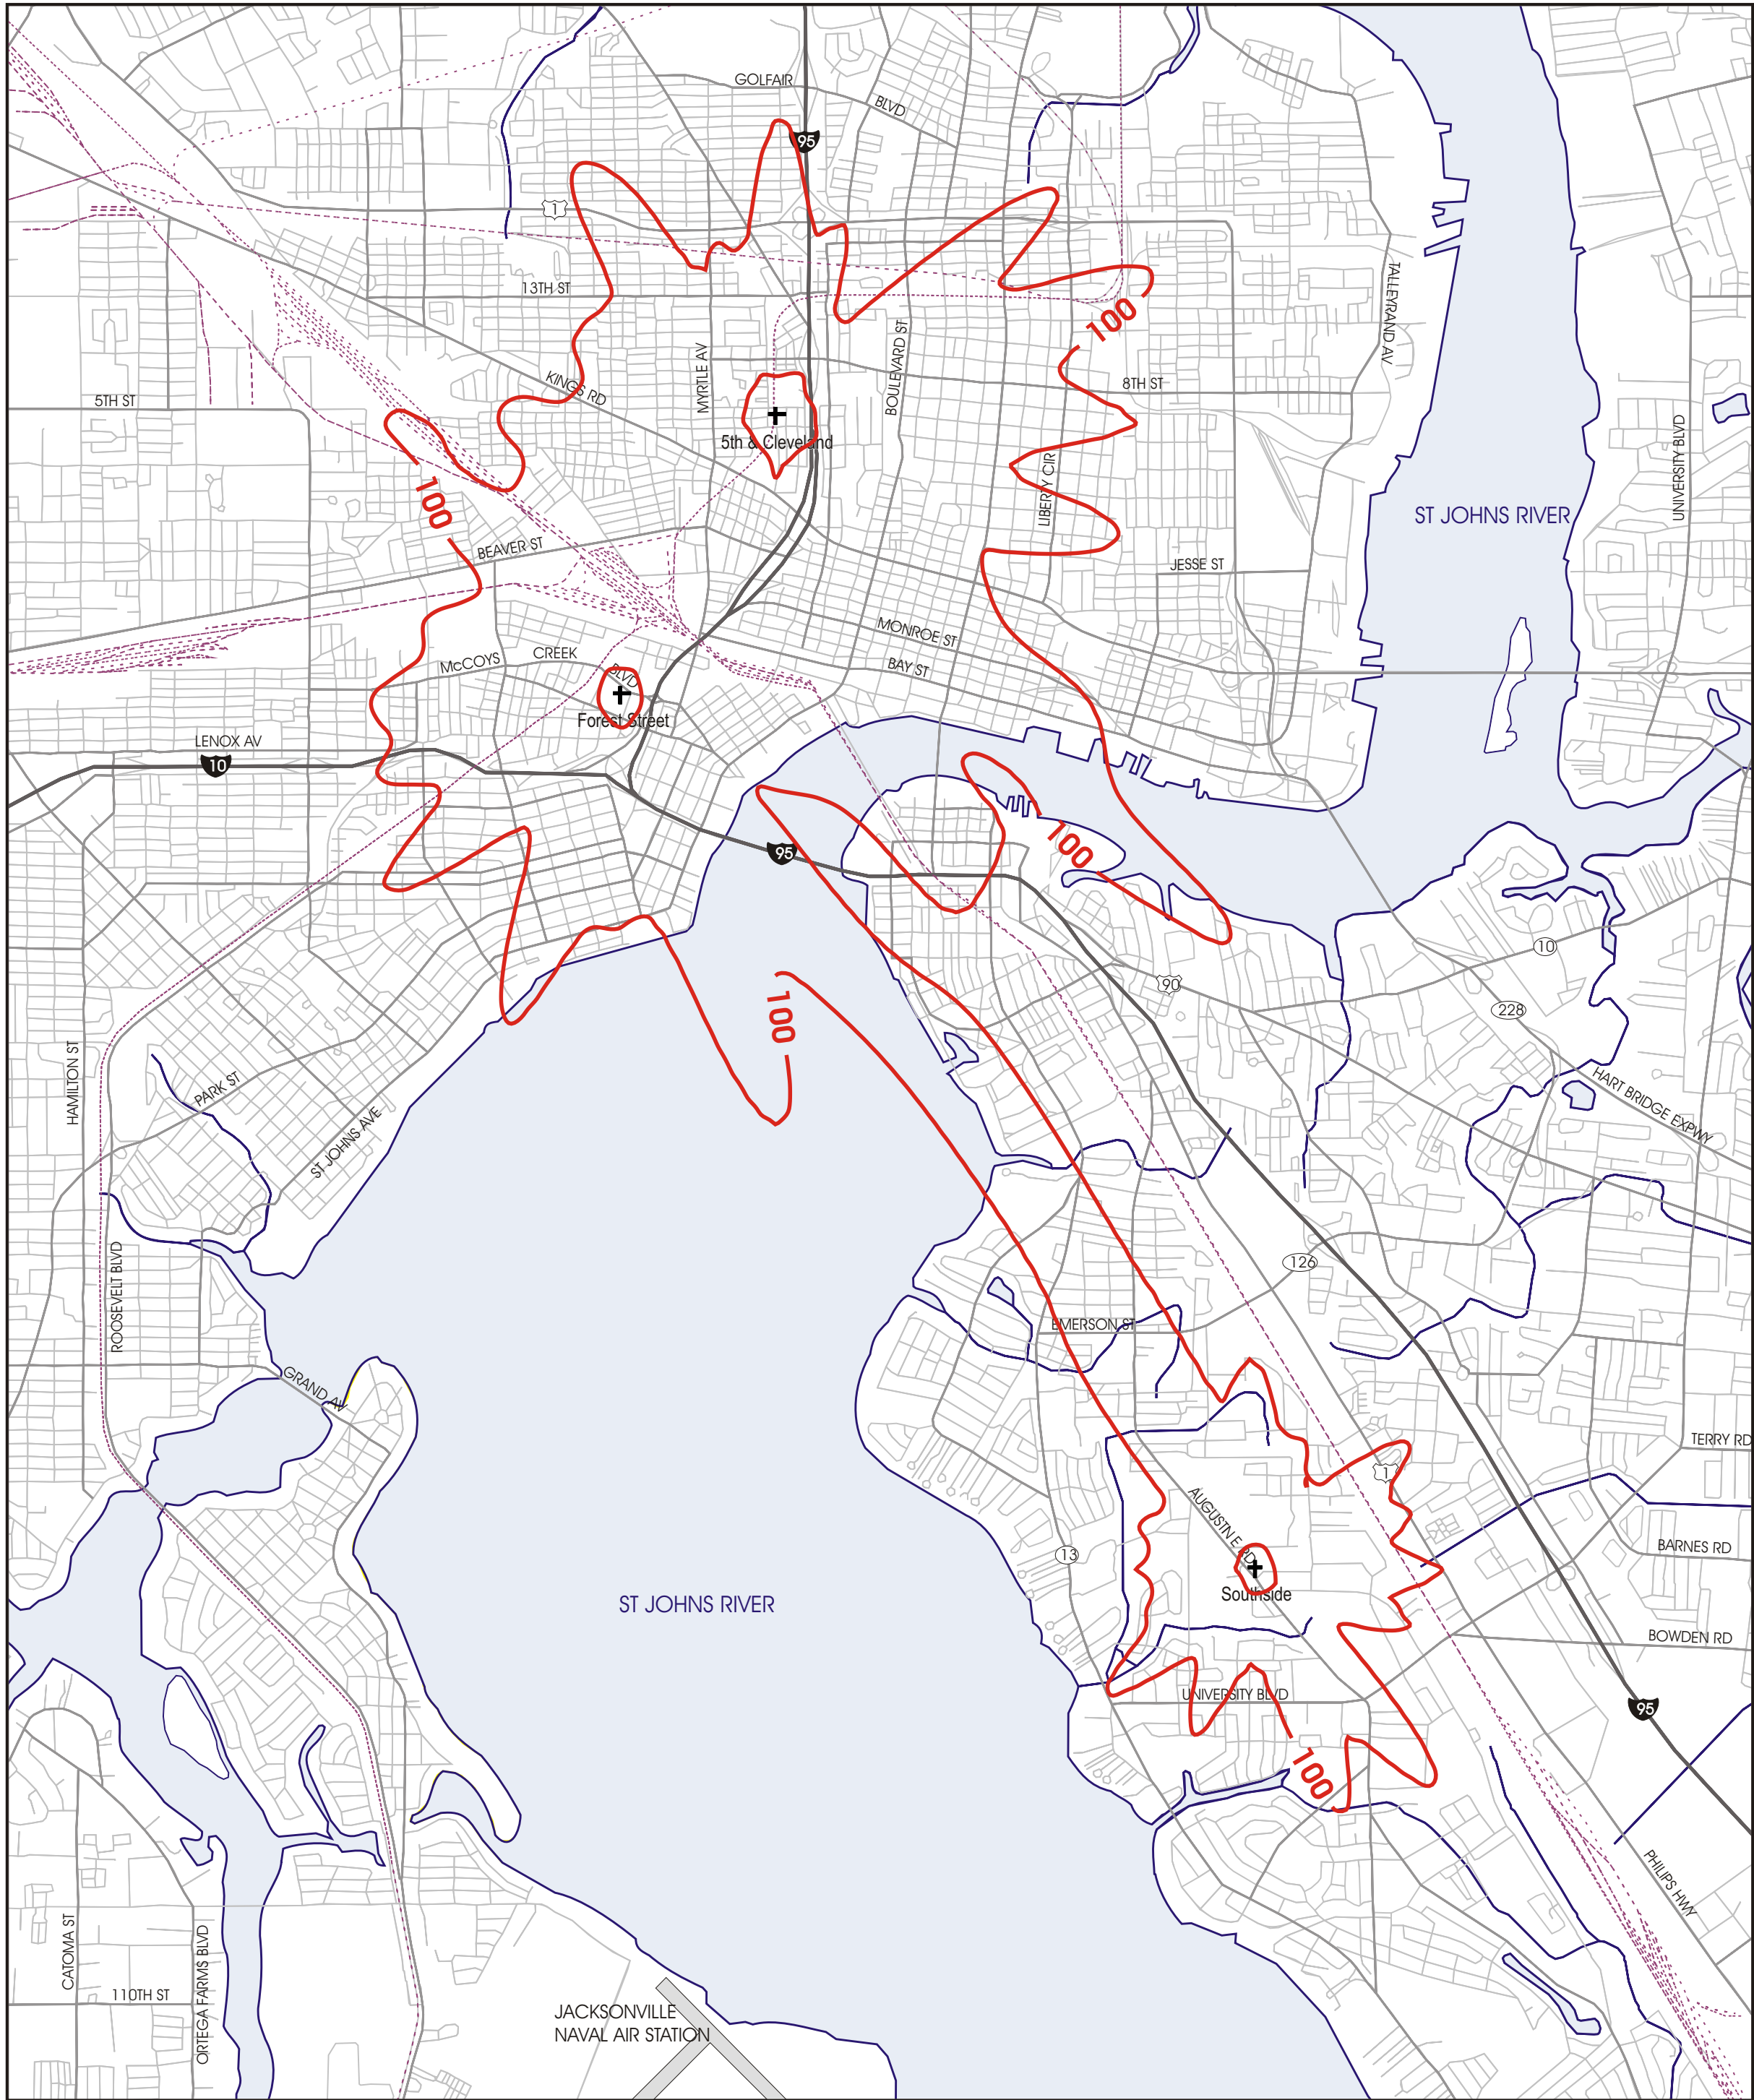 GOLFAIR
BLVD
95
1
13TH ST
100
TALLEYRAND AV
MYRTLE AV
BOULEVARD ST
KINGS RD
8TH ST
5TH ST
5th & Cleveland
UNIVERSITY BLVD
LIBERTY CIR
100
ST JOHNS RIVER
BEAVER ST
JESSE ST
MONROE ST
BAY ST
McCOYS
CREEK
BLVD
Forest Street
LENOX AV
10
100
95
10
90
228
100
HAMILTON ST
PARK ST
ST JOHNS AVE
HART BRIDGE EXPWY
126
ROOSEVELT BLVD
EMERSON ST
GRAND AV
TERRY RD
1
AUGUSTINE RD
13
BARNES RD
Southside
ST JOHNS RIVER
BOWDEN RD
UNIVERSITY BLVD
95
100
PHILIPS HWY
CATOMA ST
ORTEGA FARMS BLVD
110TH ST
JACKSONVILLE
NAVAL AIR STATION